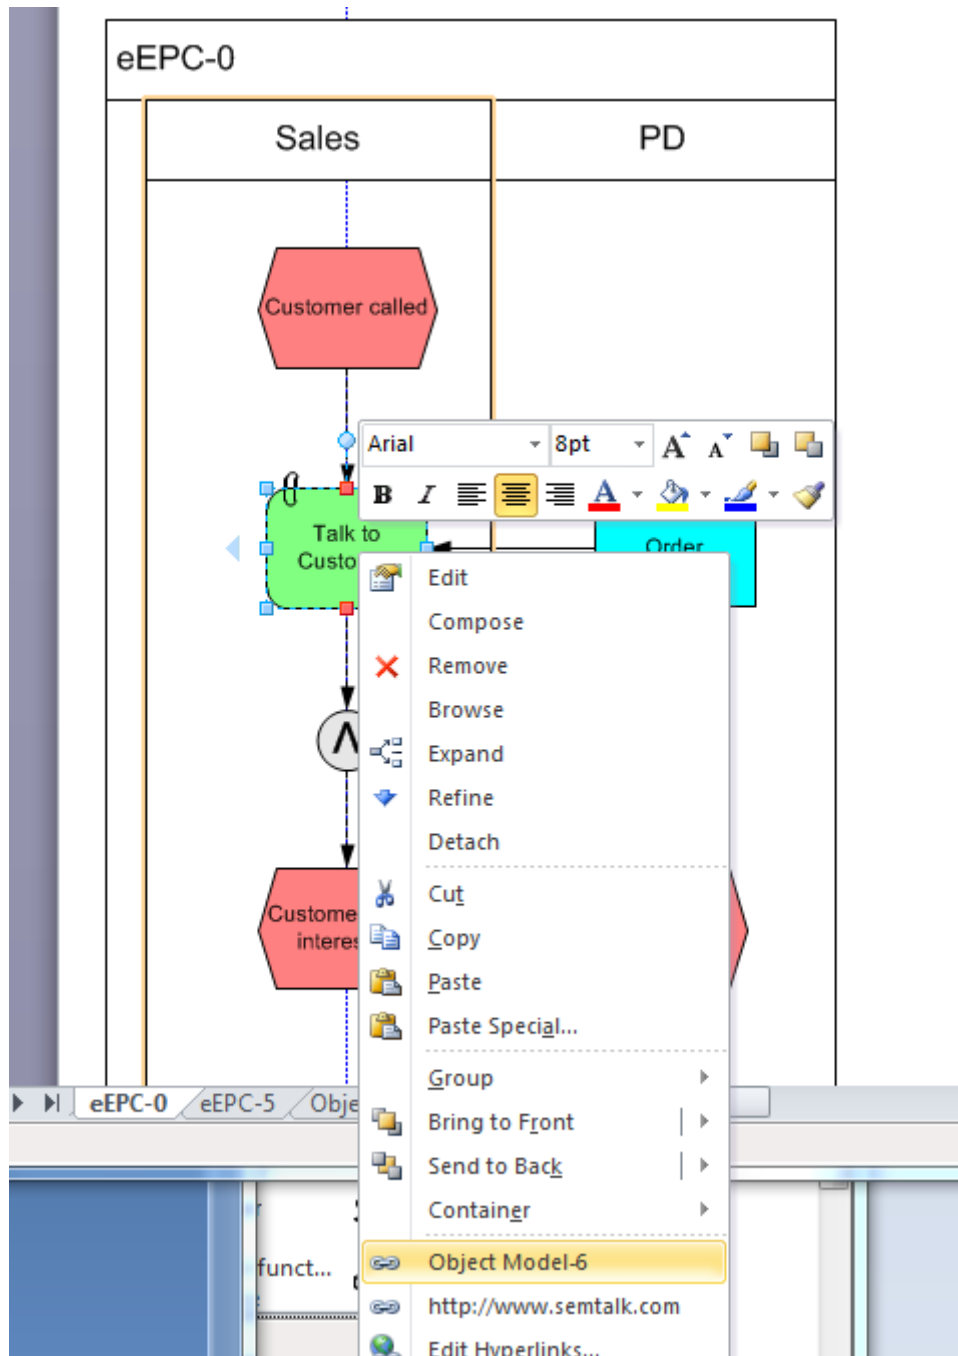 eEPC-0
Sales
PD
Customer called
Arial
8pt
A
A
B
I
A
Talk to
Custo
Order
Edit
Compose
Remove
Browse
Expand
Refine
Detach
Custome
interes
Cut
Copy
Paste
Paste Special...
Group
eEPC-0
eEPC-5
Obje
Bring to Front
Send to Back
Container
funct...
Object Model-6
http://www.semtalk.com
Edit Hyperlinks...